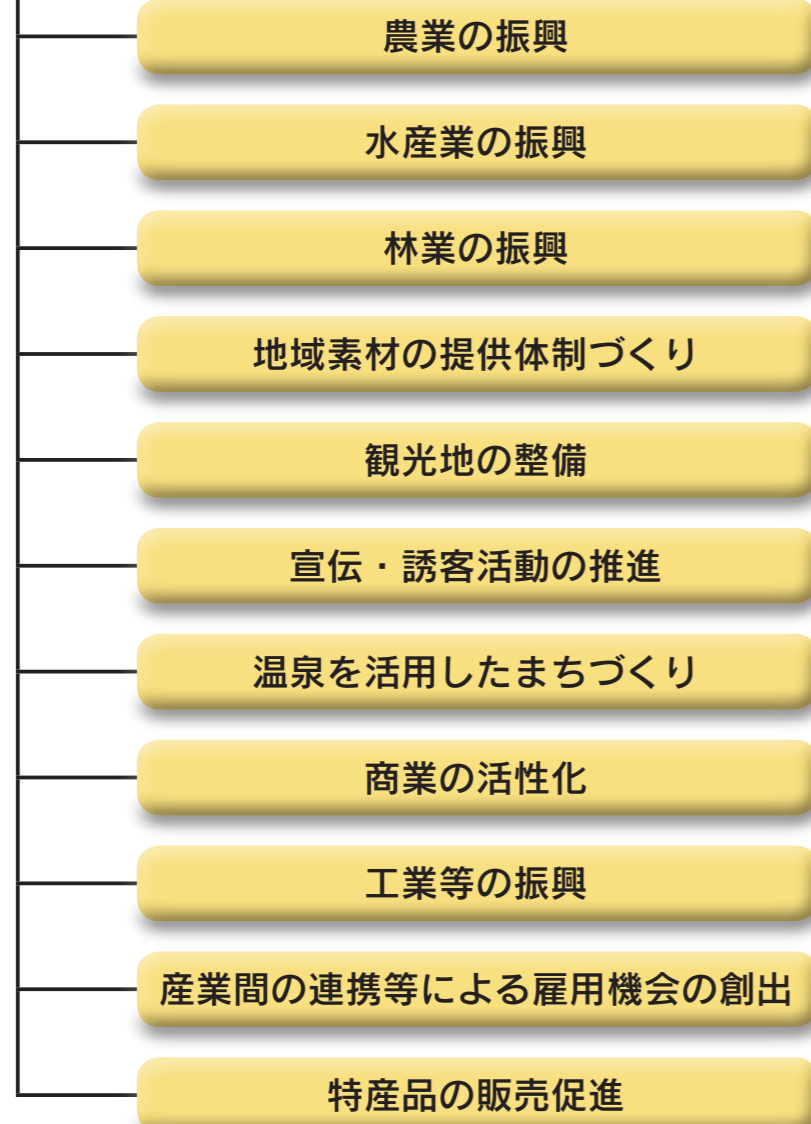 農業の振興
水産業の振興
林業の振興
地域素材の提供体制づくり
観光地の整備
宣伝・誘客活動の推進
温泉を活用したまちづくり
商業の活性化
工業等の振興
産業間の連携等による雇用機会の創出
特産品の販売促進